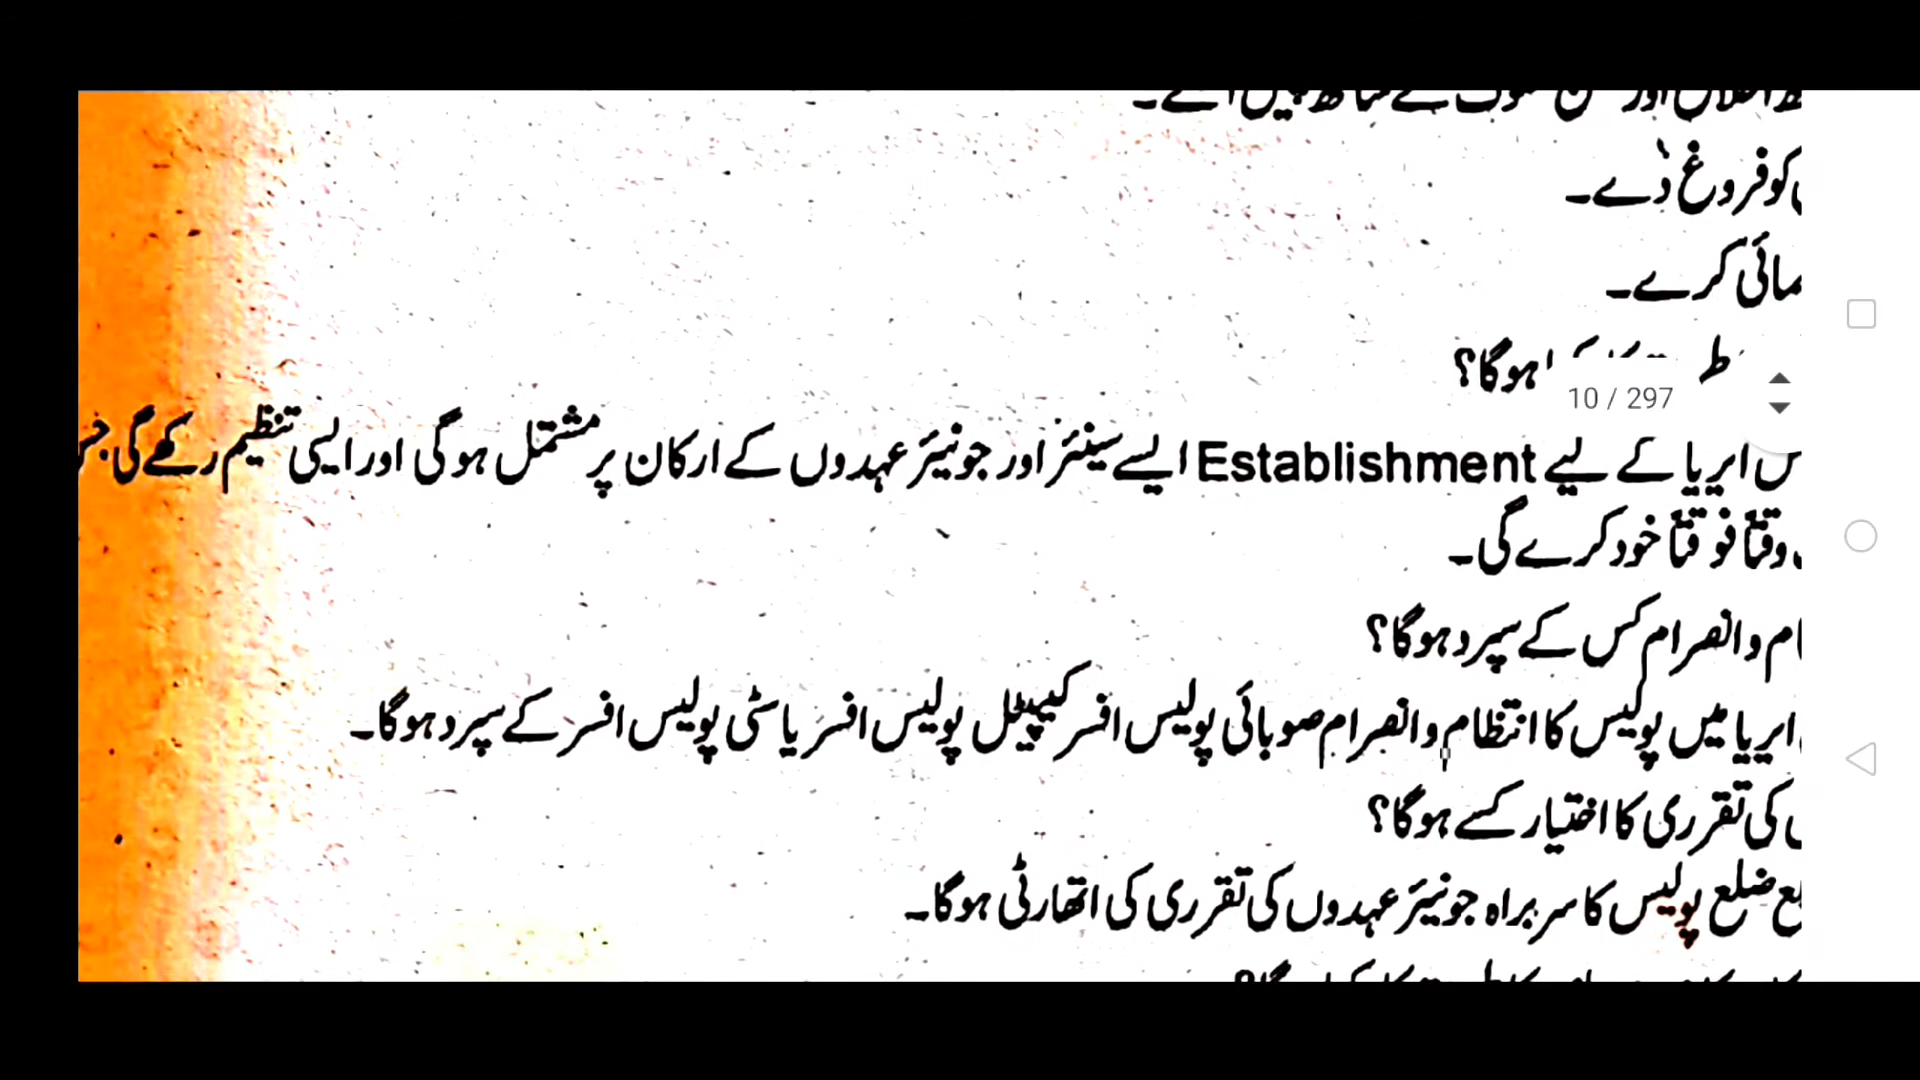 کو فروغ دے۔
کرے۔
ہوگا؟
10 / 297
ایریا کے لیے Establishment ایسے سینئر اور جونیئر عہدوں کے ارکان پر مشتمل ہوگی اور ایسی تنظیم رکھے گی
وقتاً فوقتاً خود کرے گی۔
و انصرام کس کے سپرد ہوگا؟
ایریا میں پولیس کا انتظام و انصرام صوبائی پولیس افسر کیپیٹل پولیس افسر یا سٹی پولیس افسر کے سپرد ہوگا۔
کی تقرری کا اختیار کسے ہوگا؟
ضلع پولیس کا سربراہ جونیئر عہدوں کی تقرری کی اتھارٹی ہوگا۔